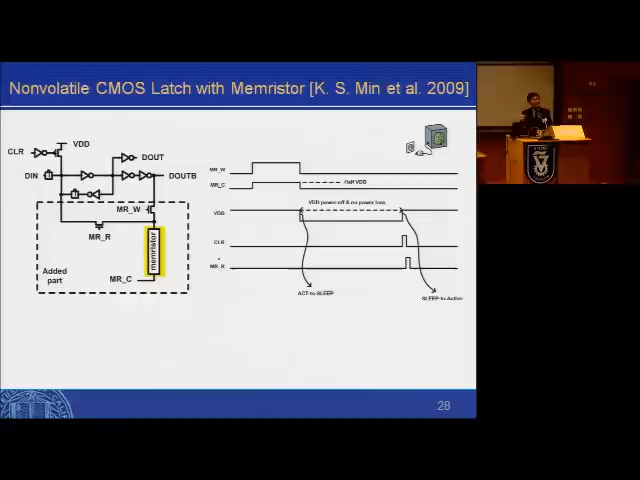 Nonvolatile CMOS Latch with Memristor [K. S. Min et al. 2009]
CLR
VDD
DOUT
DIN
DOUTB
MR_W
MR_R
memristor
Added
part
MR_C
MR_W
MR_C
Half VDD
VDD power-off & no power loss.
VDD
CLR
MR_R
ACT-to-SLEEP
SLEEP-to-Active
28